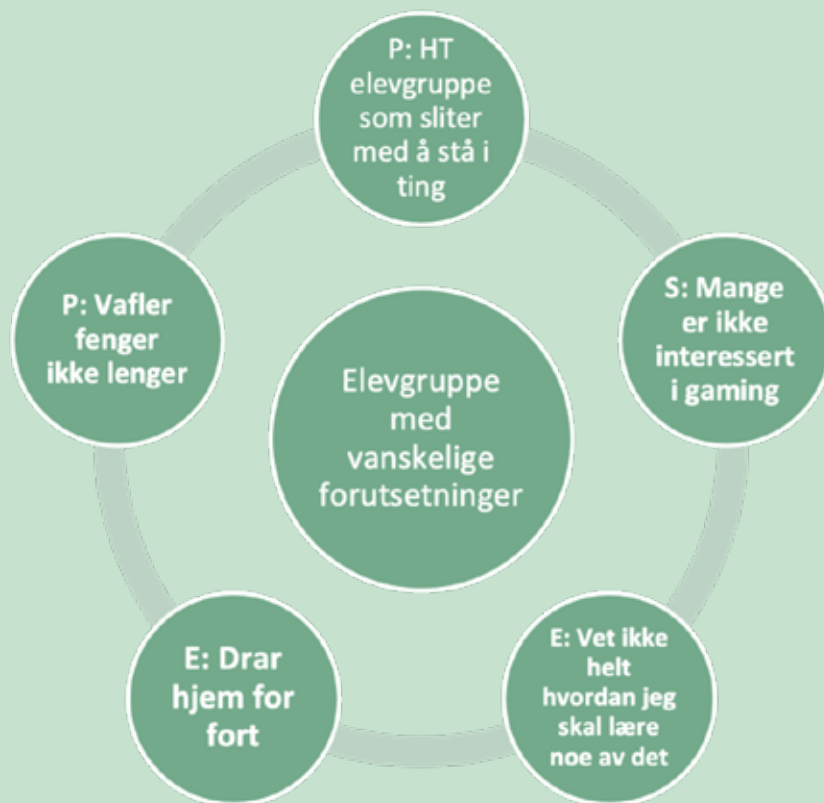 P: HT
elevgruppe
som sliter
med å stå i
ting
S: Mange
er ikke
interessert
i gaming
E: Vet ikke
helt
hvordan jeg
skal lære
noe av det
E: Drar
hjem for
fort
P: Vafler
fenger
ikke lenger
Elevgruppe
med
vanskelige
forutsetninger